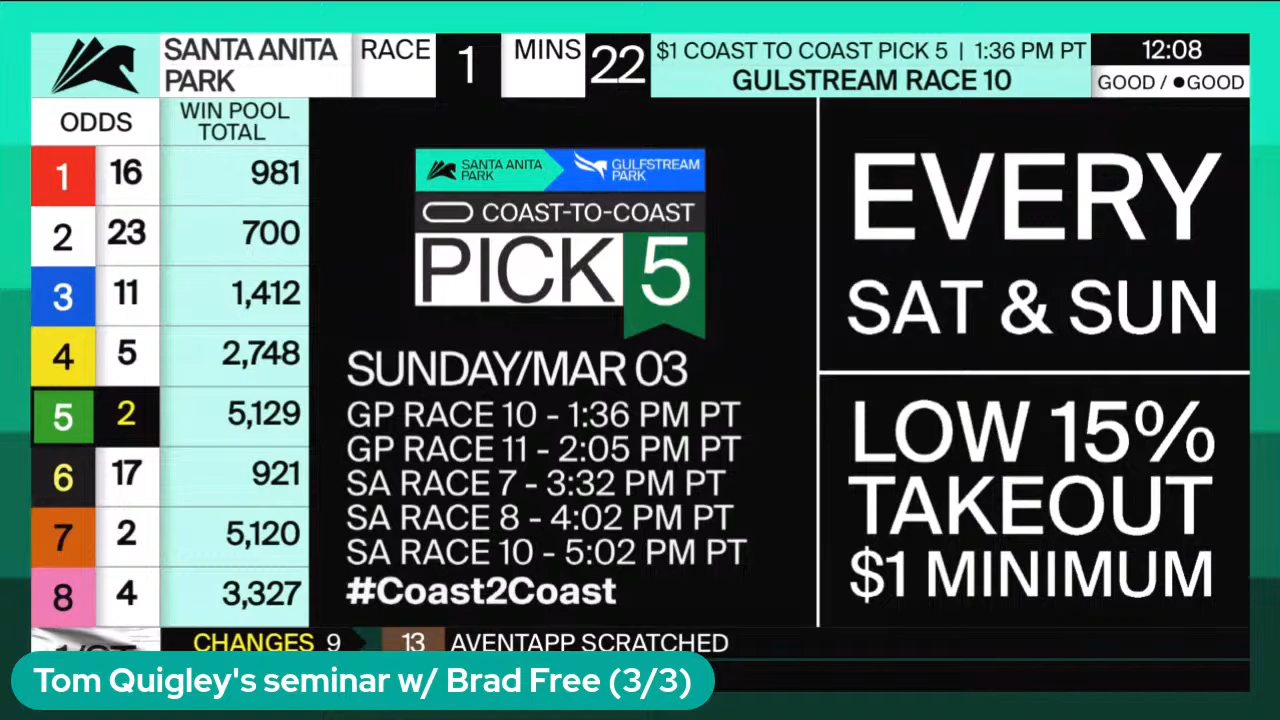 SANTA ANITA
PARK
RACE
1
MINS
22
$1 COAST TO COAST PICK 5 | 1:36 PM PT
GULSTREAM RACE 10
12:08
GOOD / ●GOOD
ODDS
WIN POOL
TOTAL
1 16 981
2 23 700
3 11 1,412
4 5 2,748
5 2 5,129
6 17 921
7 2 5,120
8 4 3,327
SANTA ANITA
PARK
GULFSTREAM
PARK
COAST-TO-COAST
PICK 5
SUNDAY/MAR 03
GP RACE 10 - 1:36 PM PT
GP RACE 11 - 2:05 PM PT
SA RACE 7 - 3:32 PM PT
SA RACE 8 - 4:02 PM PT
SA RACE 10 - 5:02 PM PT
#Coast2Coast
EVERY
SAT & SUN
LOW 15%
TAKEOUT
$1 MINIMUM
CHANGES 9 13 AVENTAPP SCRATCHED
Tom Quigley's seminar w/ Brad Free (3/3)